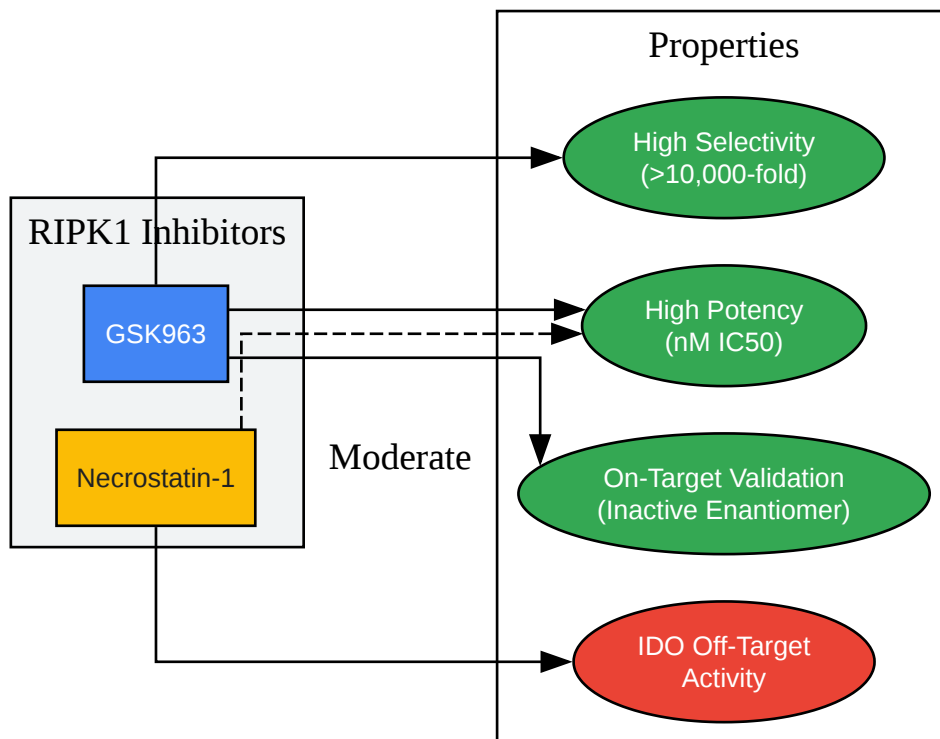 Properties
High Selectivity
(>10,000-fold)
RIPK1 Inhibitors
GSK963
High Potency
(nM IC50)
Necrostatin-1
Moderate
On-Target Validation
(Inactive Enantiomer)
IDO Off-Target
Activity